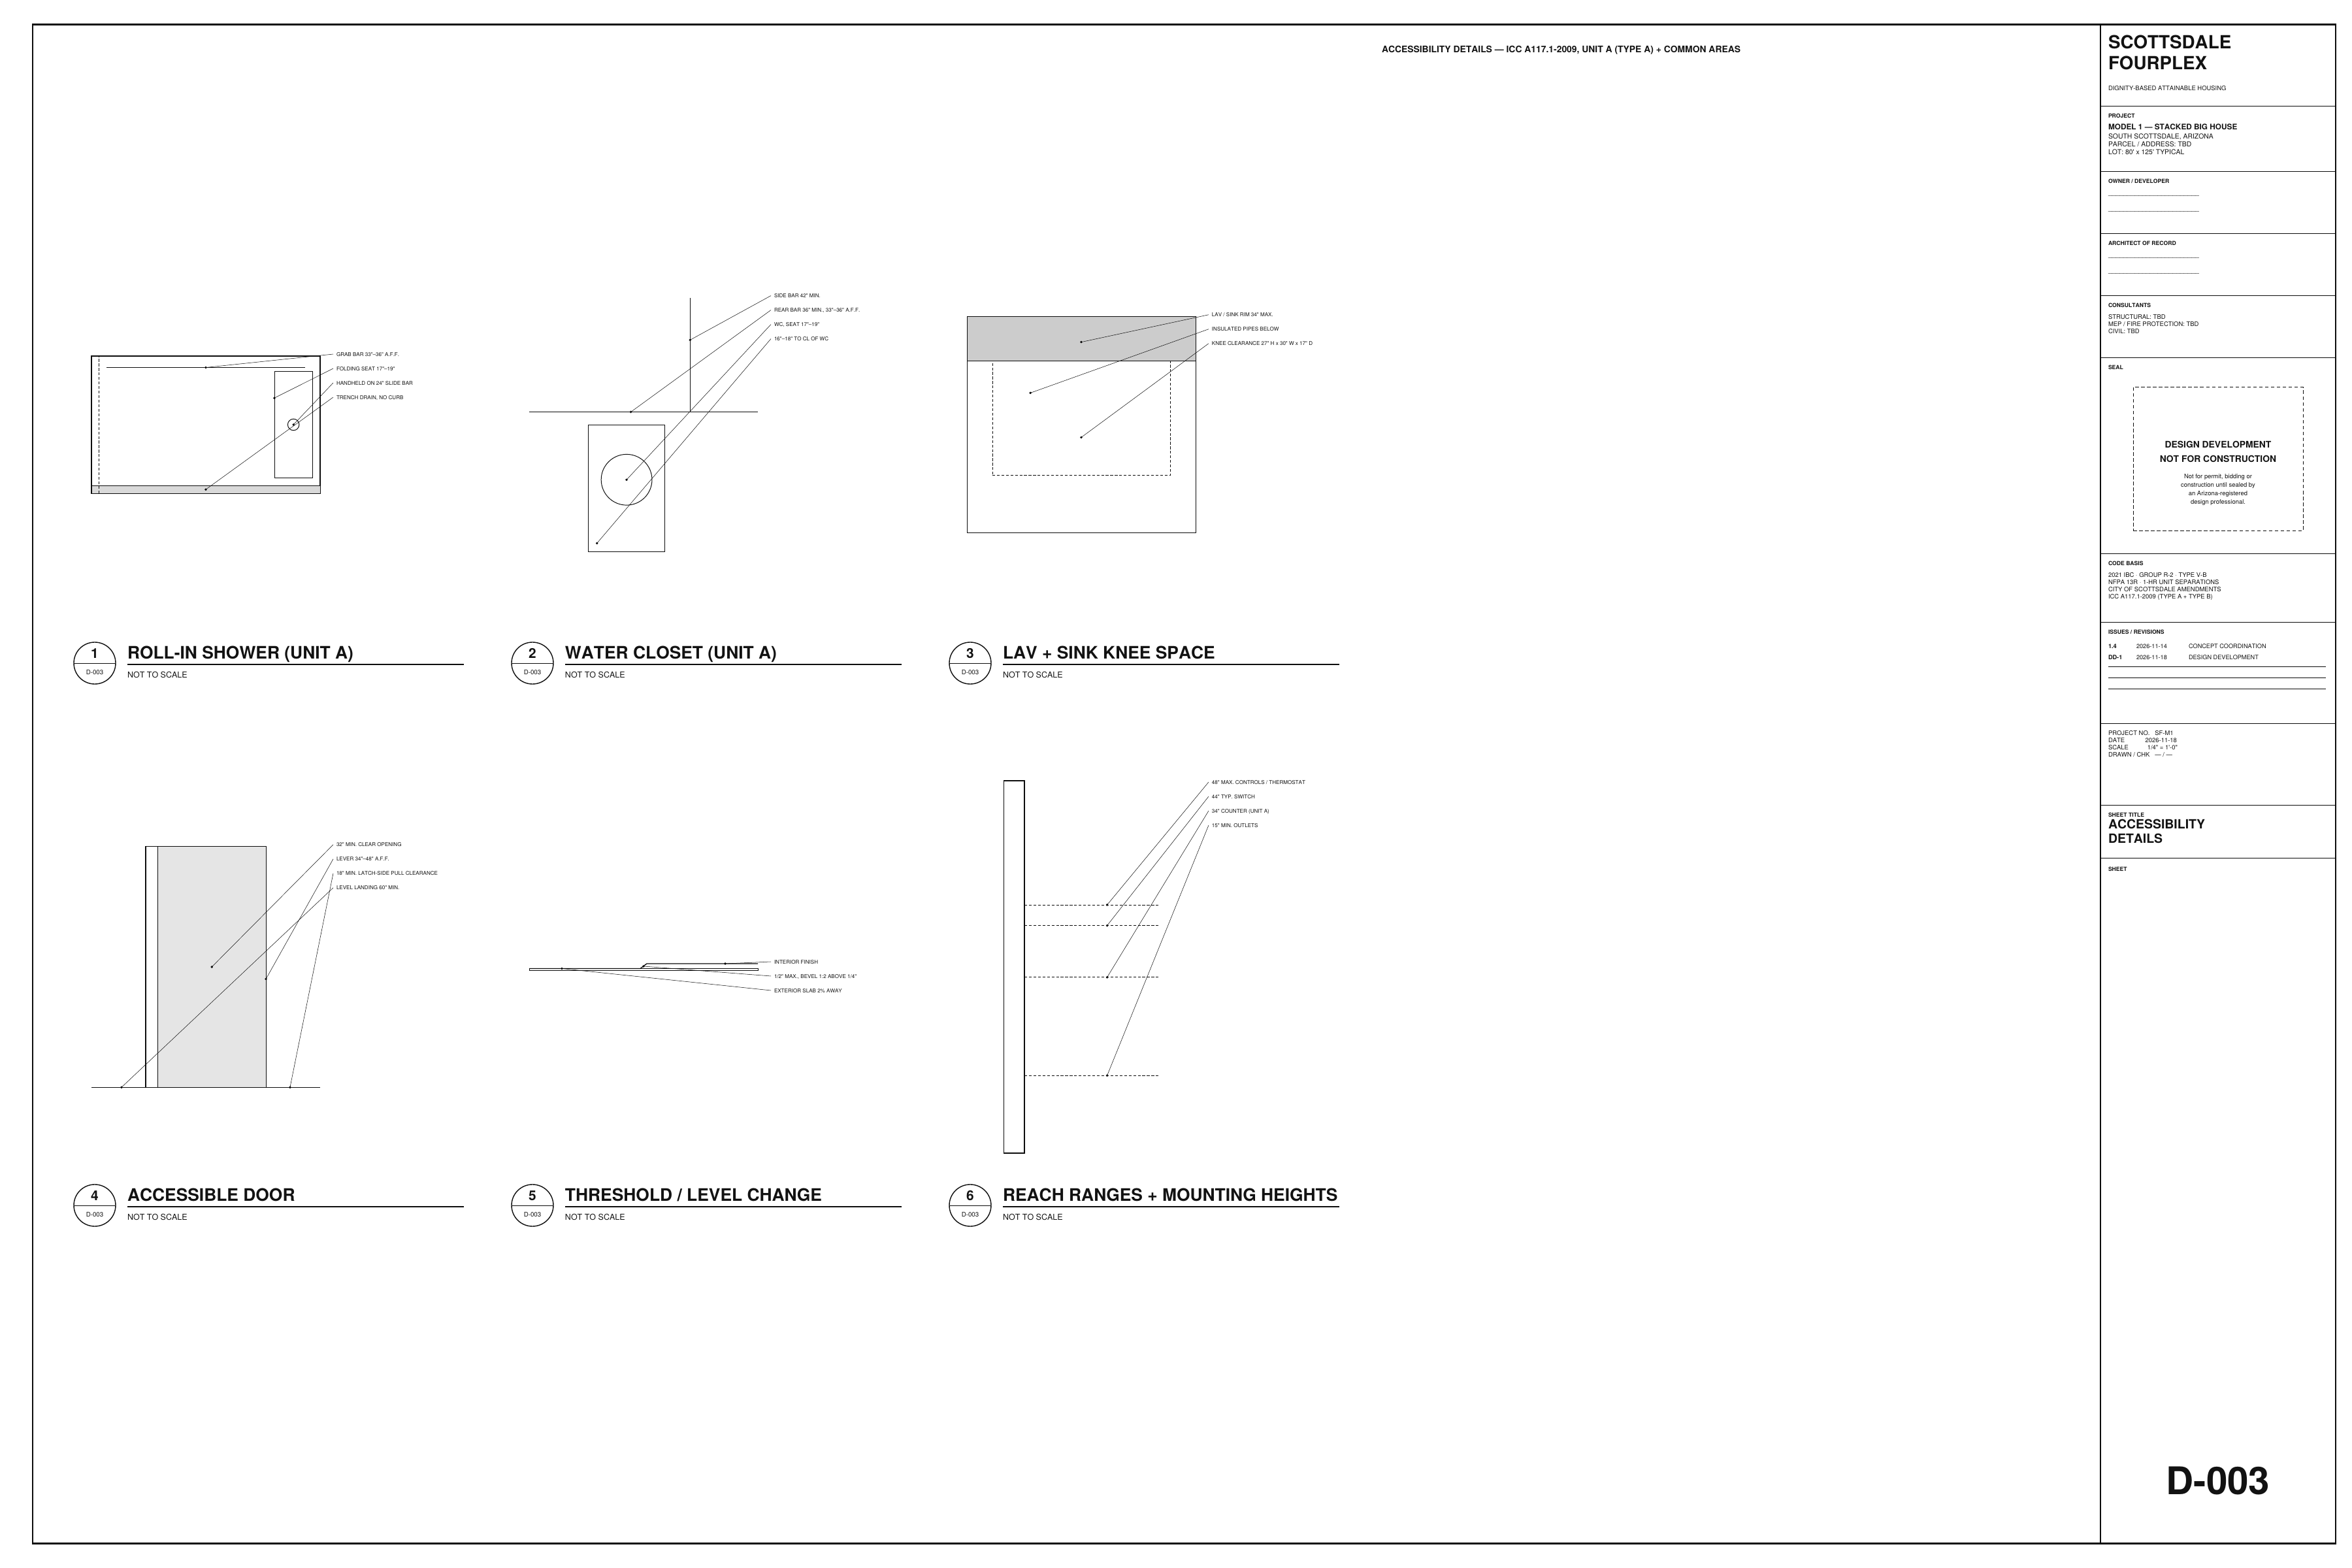 ACCESSIBILITY DETAILS — ICC A117.1-2009, UNIT A (TYPE A) + COMMON AREAS
GRAB BAR 33"–36" A.F.F.
FOLDING SEAT 17"–19"
HANDHELD ON 24" SLIDE BAR
TRENCH DRAIN, NO CURB
1
D-003
ROLL-IN SHOWER (UNIT A)
NOT TO SCALE
SIDE BAR 42" MIN.
REAR BAR 36" MIN., 33"–36" A.F.F.
WC, SEAT 17"–19"
16"–18" TO CL OF WC
2
D-003
WATER CLOSET (UNIT A)
NOT TO SCALE
LAV / SINK RIM 34" MAX.
INSULATED PIPES BELOW
KNEE CLEARANCE 27" H x 30" W x 17" D
3
D-003
LAV + SINK KNEE SPACE
NOT TO SCALE
32" MIN. CLEAR OPENING
LEVER 34"–48" A.F.F.
18" MIN. LATCH-SIDE PULL CLEARANCE
LEVEL LANDING 60" MIN.
4
D-003
ACCESSIBLE DOOR
NOT TO SCALE
INTERIOR FINISH
1/2" MAX., BEVEL 1:2 ABOVE 1/4"
EXTERIOR SLAB 2% AWAY
5
D-003
THRESHOLD / LEVEL CHANGE
NOT TO SCALE
48" MAX. CONTROLS / THERMOSTAT
44" TYP. SWITCH
34" COUNTER (UNIT A)
15" MIN. OUTLETS
6
D-003
REACH RANGES + MOUNTING HEIGHTS
NOT TO SCALE
SCOTTSDALE
FOURPLEX
DIGNITY-BASED ATTAINABLE HOUSING
PROJECT
MODEL 1 — STACKED BIG HOUSE
SOUTH SCOTTSDALE, ARIZONA
PARCEL / ADDRESS: TBD
LOT: 80' x 125' TYPICAL
OWNER / DEVELOPER
ARCHITECT OF RECORD
CONSULTANTS
STRUCTURAL: TBD
MEP / FIRE PROTECTION: TBD
CIVIL: TBD
SEAL
DESIGN DEVELOPMENT
NOT FOR CONSTRUCTION
Not for permit, bidding or
construction until sealed by
an Arizona-registered
design professional.
CODE BASIS
2021 IBC · GROUP R-2 · TYPE V-B
NFPA 13R · 1-HR UNIT SEPARATIONS
CITY OF SCOTTSDALE AMENDMENTS
ICC A117.1-2009 (TYPE A + TYPE B)
ISSUES / REVISIONS
1.4 2026-11-14 CONCEPT COORDINATION
DD-1 2026-11-18 DESIGN DEVELOPMENT
PROJECT NO. SF-M1
DATE 2026-11-18
SCALE 1/4" = 1'-0"
DRAWN / CHK — / —
SHEET TITLE
ACCESSIBILITY
DETAILS
SHEET
D-003